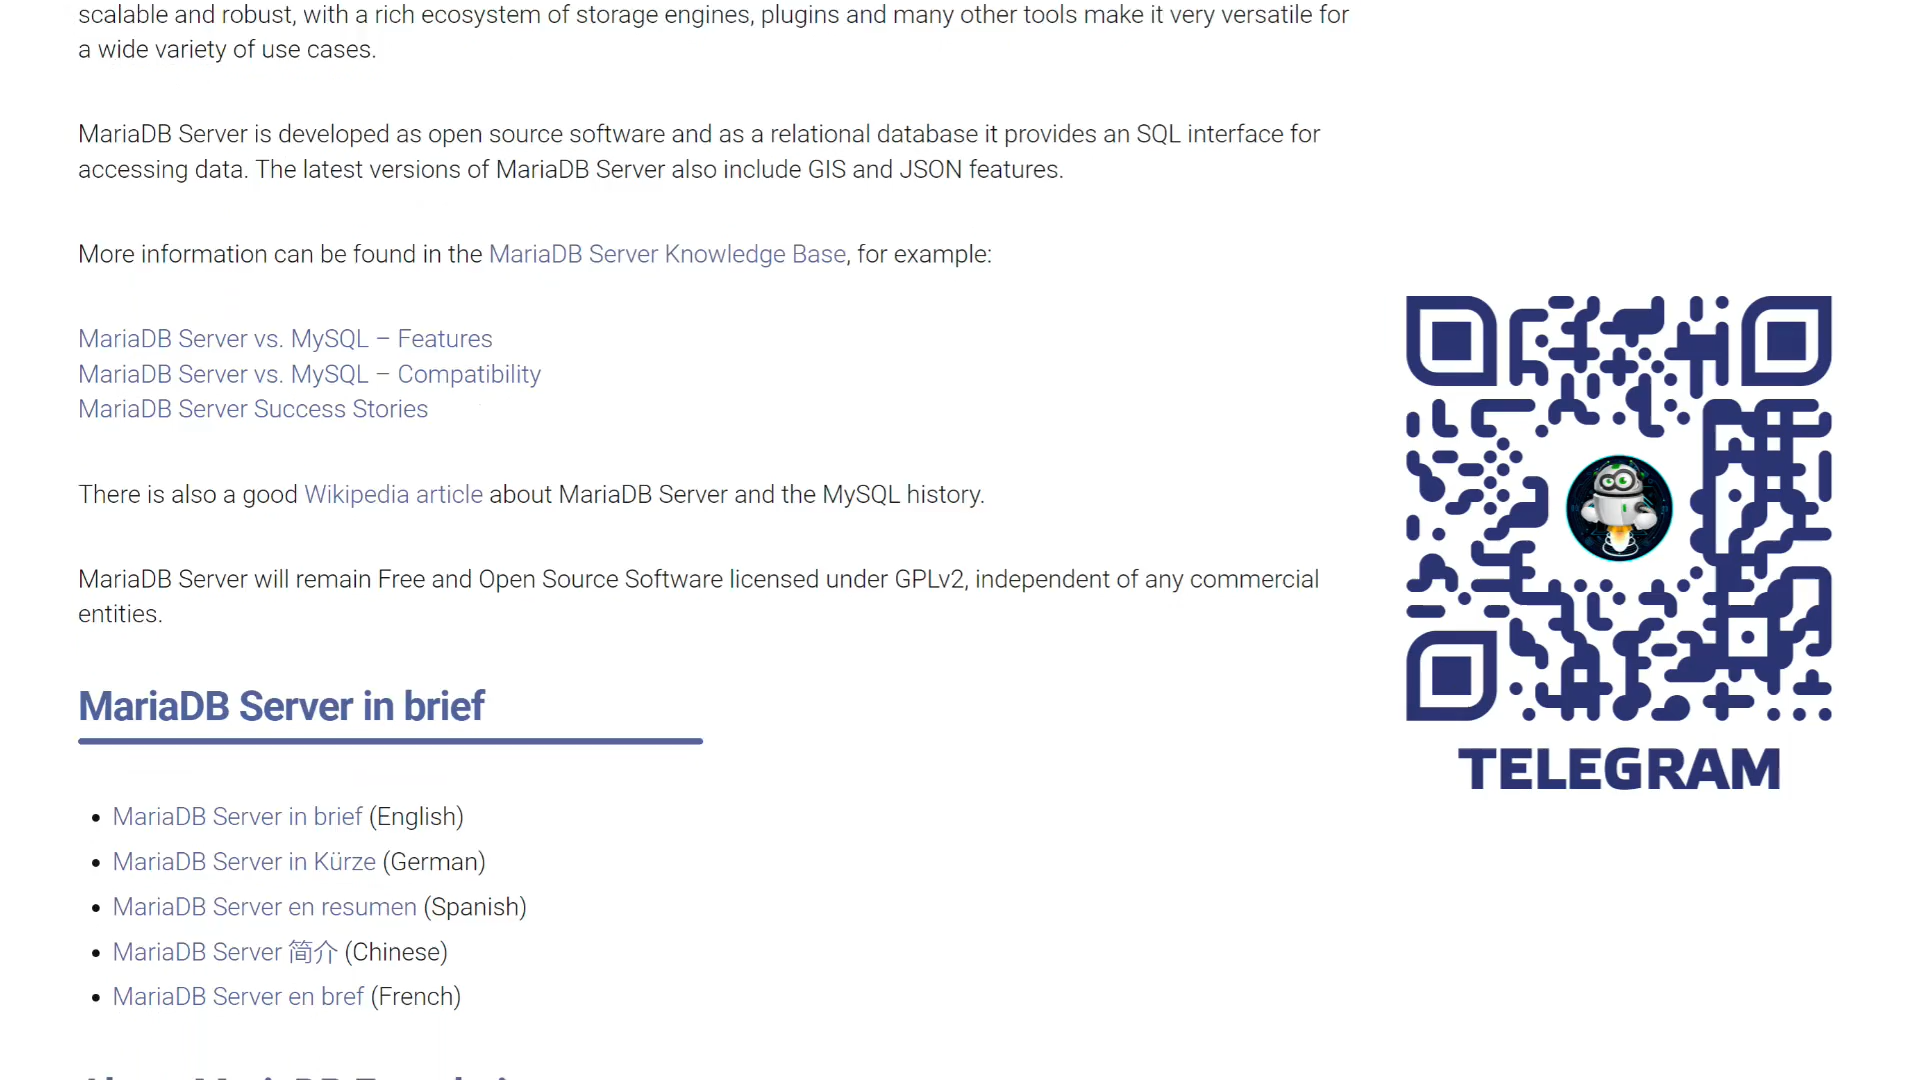 scalable and robust, with a rich ecosystem of storage engines, plugins and many other tools make it very versatile for
a wide variety of use cases.
MariaDB Server is developed as open source software and as a relational database it provides an SQL interface for
accessing data. The latest versions of MariaDB Server also include GIS and JSON features.
More information can be found in the MariaDB Server Knowledge Base, for example:
MariaDB Server vs. MySQL – Features
MariaDB Server vs. MySQL – Compatibility
MariaDB Server Success Stories
There is also a good Wikipedia article about MariaDB Server and the MySQL history.
MariaDB Server will remain Free and Open Source Software licensed under GPLv2, independent of any commercial
entities.
MariaDB Server in brief
TELEGRAM
• MariaDB Server in brief (English)
• MariaDB Server in Kürze (German)
• MariaDB Server en resumen (Spanish)
• MariaDB Server 简介 (Chinese)
• MariaDB Server en bref (French)